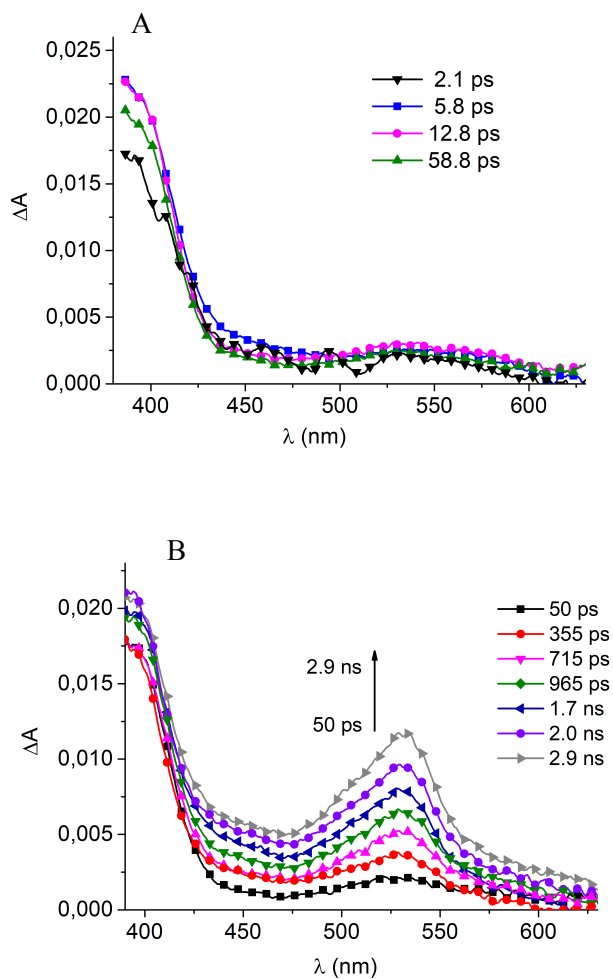 A
0,025
0,020
0,015
0,010
0,005
0,000
ΔA
2.1 ps
5.8 ps
12.8 ps
58.8 ps
400 450 500 550 600
λ (nm)
B
0,020
0,015
0,010
0,005
0,000
ΔA
2.9 ns
50 ps
50 ps
355 ps
715 ps
965 ps
1.7 ns
2.0 ns
2.9 ns
400 450 500 550 600
λ (nm)